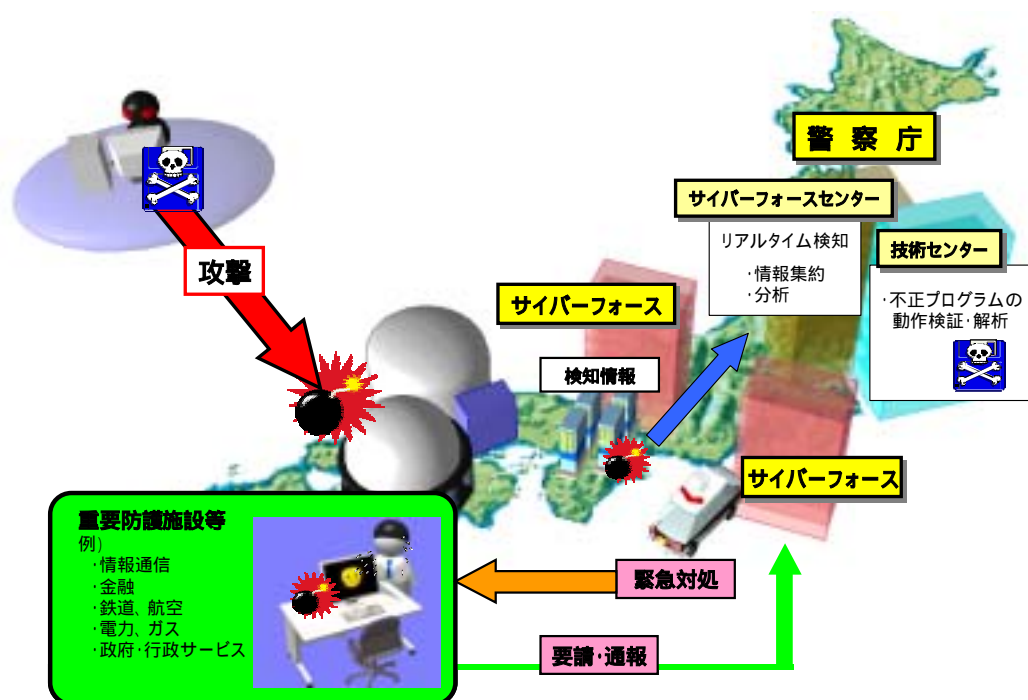 警察庁
サイバーフォースセンター
リアルタイム検知
・情報集約
・分析
技術センター
・不正プログラムの
動作検証・解析
攻撃
サイバーフォース
検知情報
サイバーフォース
重要防護施設等
例)
・情報通信
・金融
・鉄道、航空
・電力、ガス
・政府・行政サービス
緊急対処
要請・通報